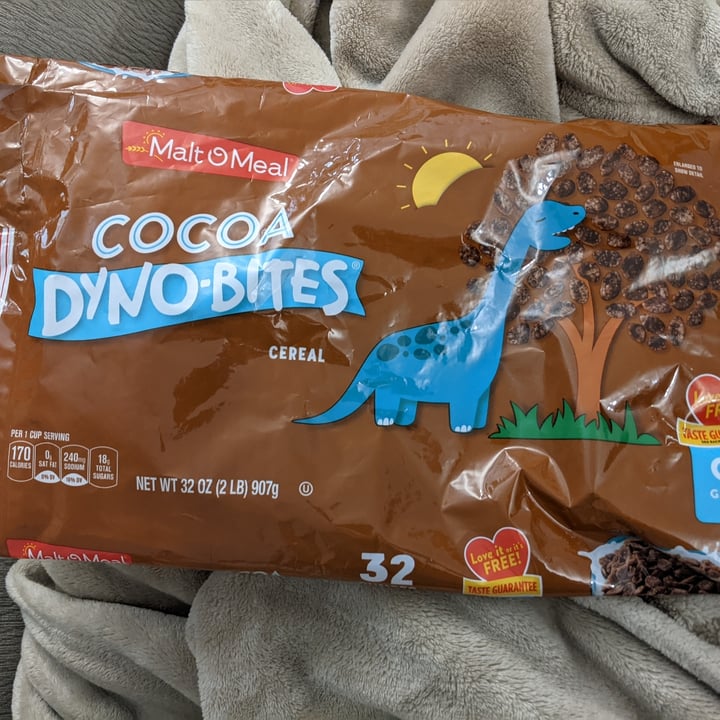 Malt O Meal
ENLARGED TO
SHOW DETAIL
COCOA
DYNO-BITES®
CEREAL
PER 1 CUP SERVING
170 CALORIES
0g SAT FAT 0% DV
240mg SODIUM 10% DV
18g TOTAL SUGARS
NET WT 32 OZ (2 LB) 907g
U
TASTE GU
Malt O Meal
32
Love it or it's
FREE!
TASTE GUARANTEE